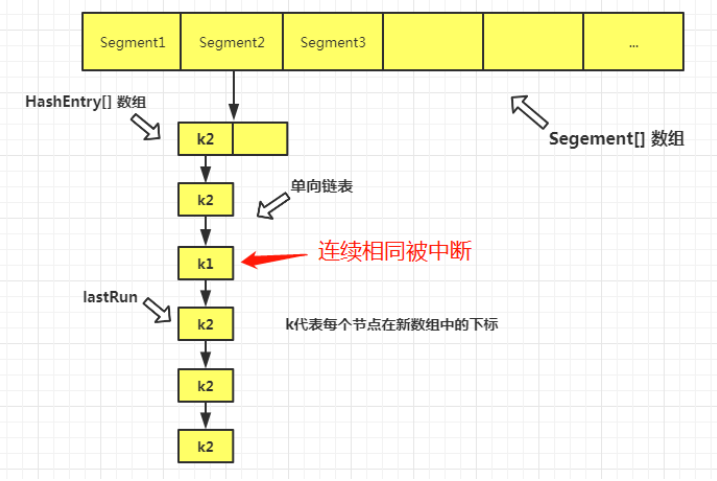 Segment1 Segment2 Segment3 ...
HashEntry[] 数组
Segement[] 数组
k2
单向链表
k2
k1
连续相同被中断
lastRun
k2
k代表每个节点在新数组中的下标
k2
k2